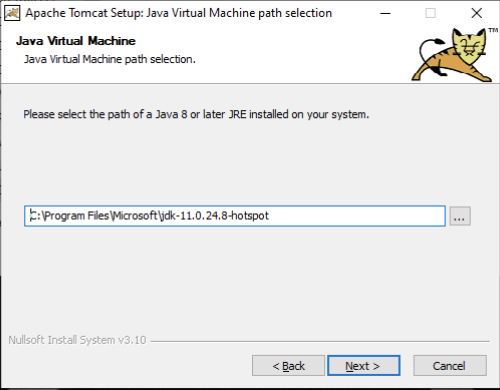 Apache Tomcat Setup: Java Virtual Machine path selection
Java Virtual Machine
Java Virtual Machine path selection.
TM
Please select the path of a Java 8 or later JRE installed on your system.
C:\Program Files\Microsoft\jdk-11.0.24.8-hotspot
...
Nullsoft Install System v3.10
< Back
Next >
Cancel